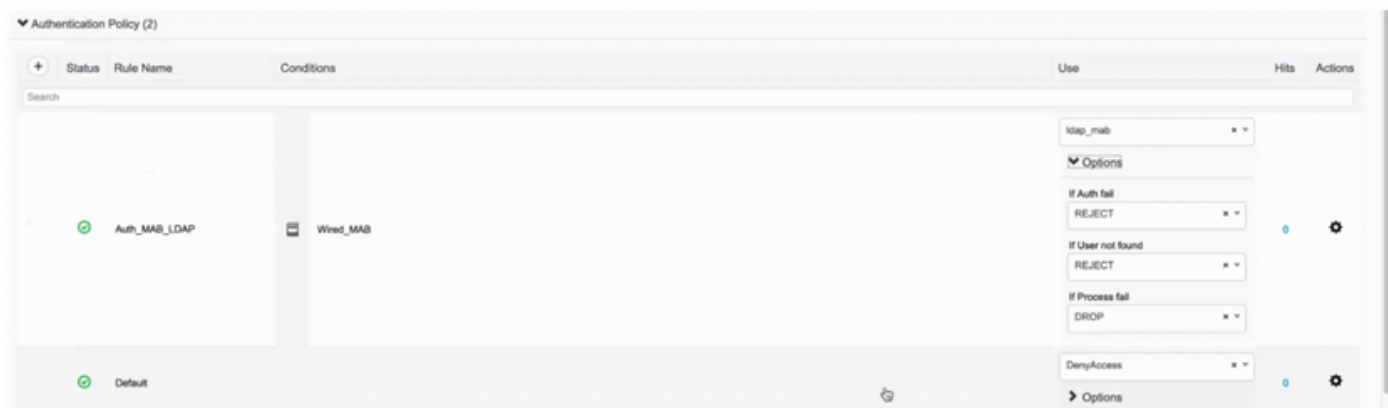 Authentication Policy (2)
+ Status Rule Name Conditions Use Hits Actions
Search
ldap_mab
Options
If Auth fail
REJECT
Auth_MAB_LDAP Wired_MAB 0
If User not found
REJECT
If Process fail
DROP
DenyAccess
Default 0
Options